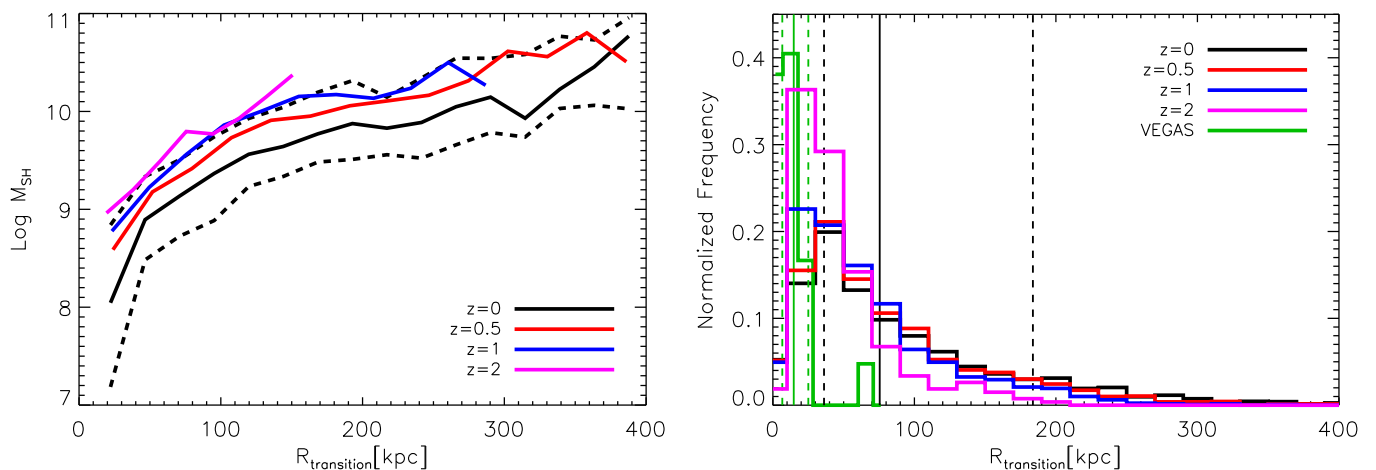 11
10
9
8
7
Log M_SH
z=0
z=0.5
z=1
z=2
0 100 200 300 400
R_transition[kpc]
0.4
0.3
0.2
0.1
0.0
Normalized Frequency
z=0
z=0.5
z=1
z=2
VEGAS
0 100 200 300 400
R_transition[kpc]